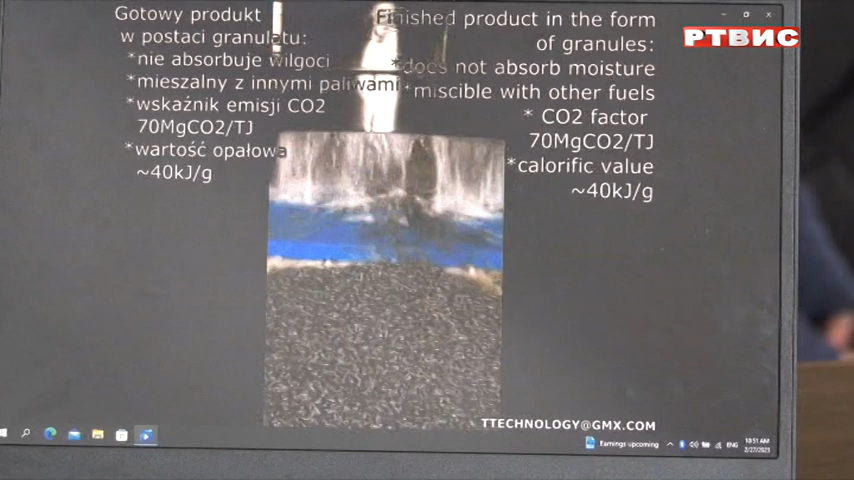 Gotowy produkt
w postaci granulatu:
*nie absorbuje wilgoci
*mieszalny z innymi paliwami
*wskaźnik emisji CO2
70MgCO2/TJ
*wartość opałowa
~40kJ/g
Finished product in the form
of granules:
*does not absorb moisture
*miscible with other fuels
* CO2 factor
70MgCO2/TJ
*calorific value
~40kJ/g
РТВИС
TTECHNOLOGY@GMX.COM
Earnings upcoming
ENG
10:51 AM
2/27/2023